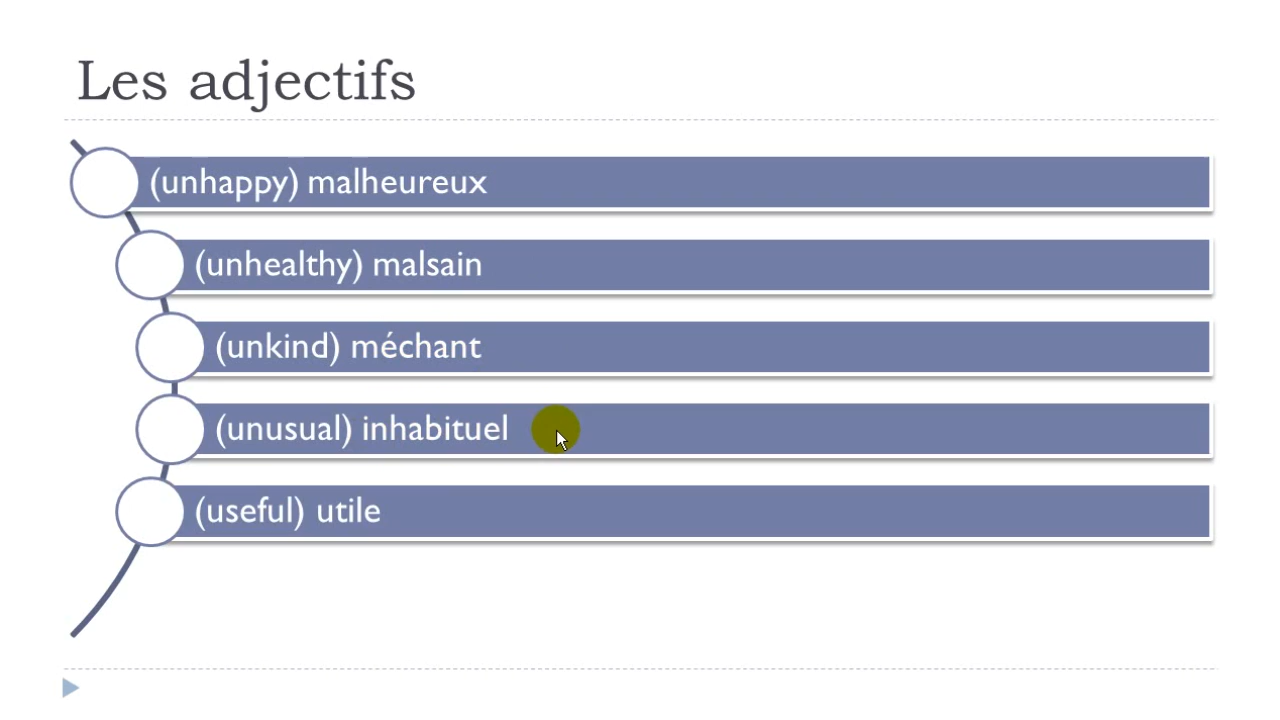 Les adjectifs
(unhappy) malheureux
(unhealthy) malsain
(unkind) méchant
(unusual) inhabituel
(useful) utile